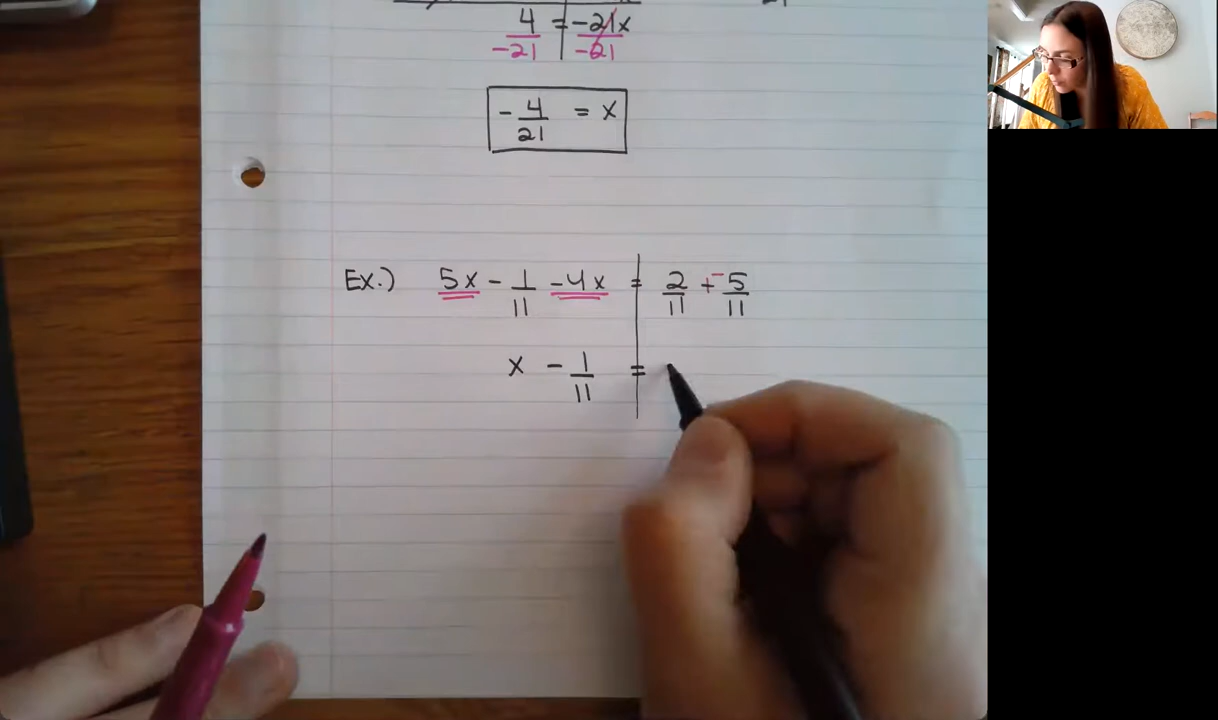 4 = -21x
-21 -21
- 4/21 = x
Ex.) 5x - 1/11 - 4x = 2/11 + -5/11
x - 1/11 =